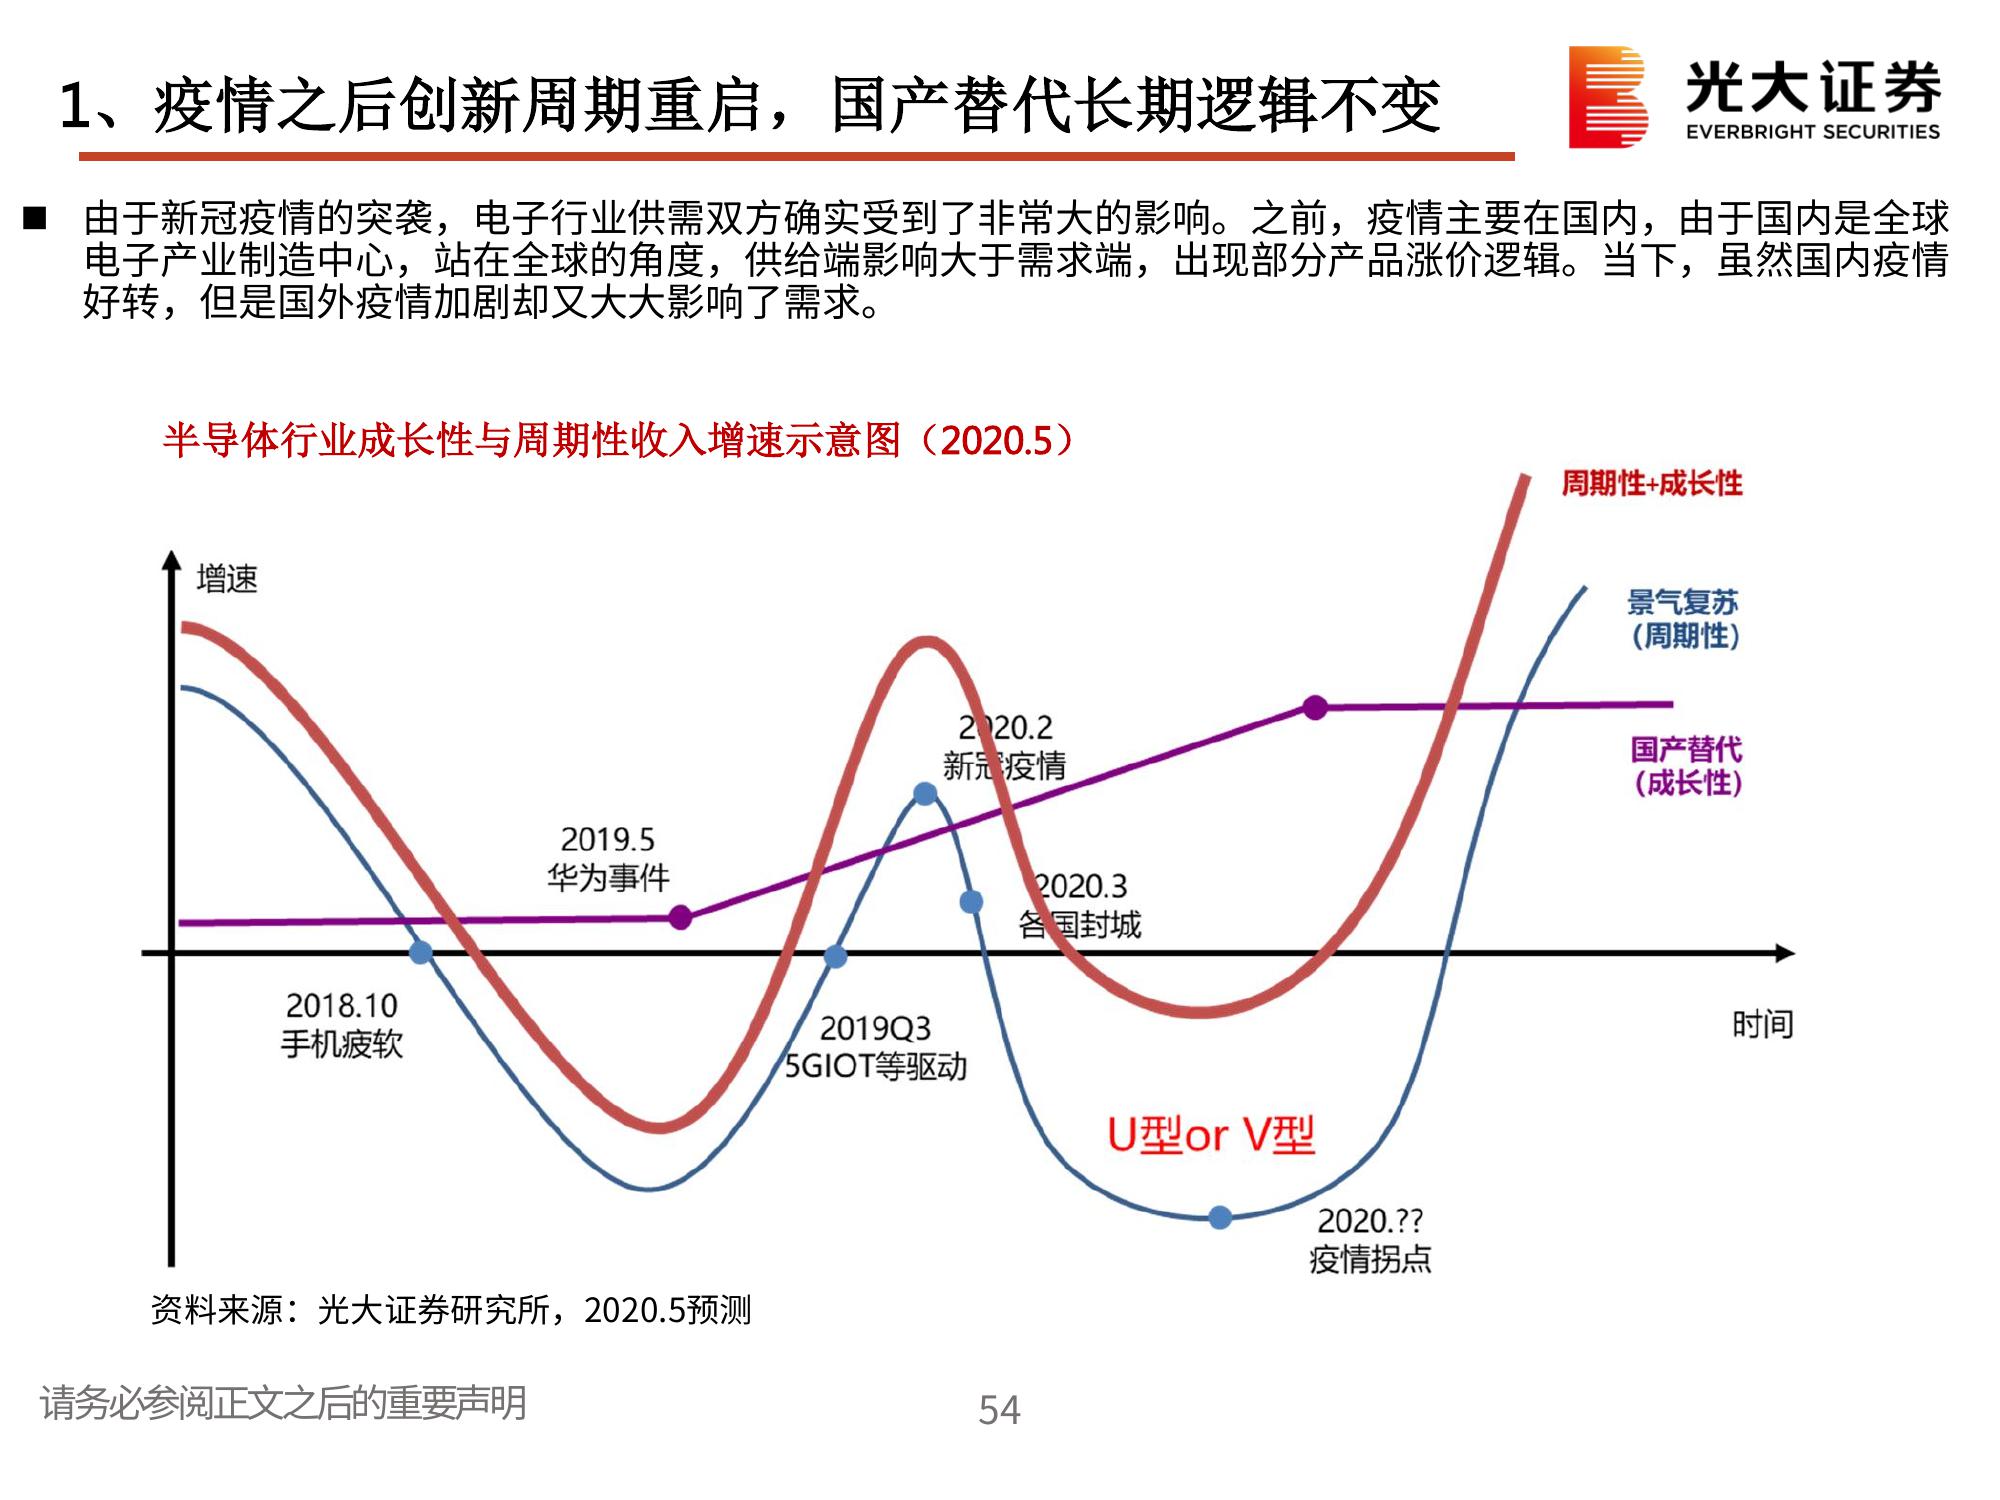 1、疫情之后创新周期重启，国产替代长期逻辑不变
光大证券
EVERBRIGHT SECURITIES
■ 由于新冠疫情的突袭，电子行业供需双方确实受到了非常大的影响。之前，疫情主要在国内，由于国内是全球
电子产业制造中心，站在全球的角度，供给端影响大于需求端，出现部分产品涨价逻辑。当下，虽然国内疫情
好转，但是国外疫情加剧却又大大影响了需求。
半导体行业成长性与周期性收入增速示意图（2020.5）
周期性+成长性
增速
景气复苏
（周期性）
2020.2
新冠疫情
国产替代
（成长性）
2019.5
华为事件
2020.3
各国封城
2018.10
手机疲软
2019Q3
5GIOT等驱动
时间
U型or V型
2020.??
疫情拐点
资料来源：光大证券研究所，2020.5预测
请务必参阅正文之后的重要声明
54